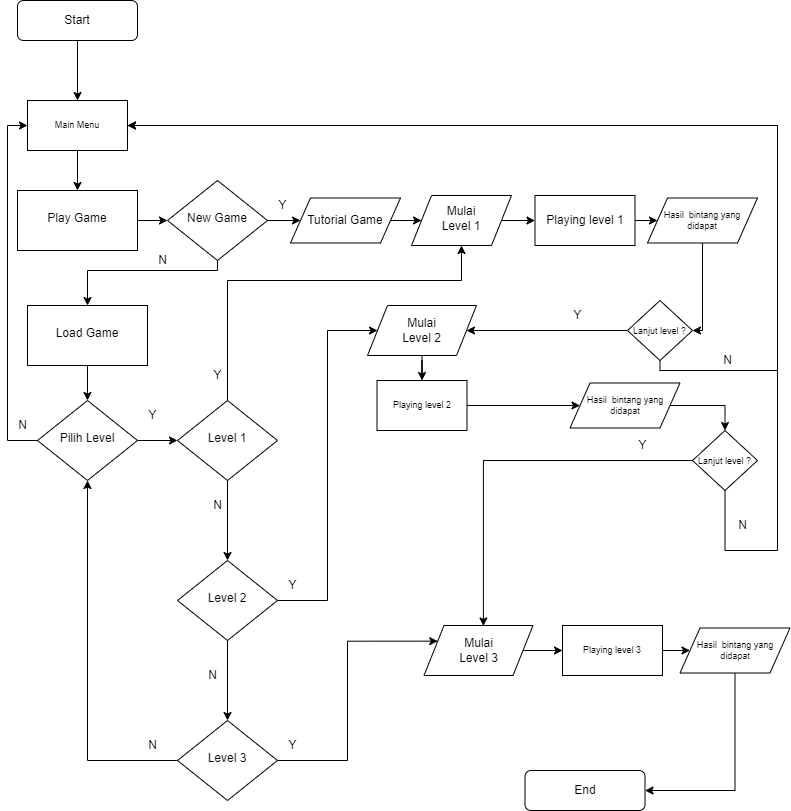 Start
Main Menu
Play Game
New Game
Y
Tutorial Game
Mulai
Level 1
Playing level 1
Hasil bintang yang
didapat
N
Load Game
Mulai
Level 2
Y
Lanjut level ?
N
Y
Playing level 2
Hasil bintang yang
didapat
N
Pilih Level
Y
Level 1
Y
Lanjut level ?
N
N
Level 2
Y
Mulai
Level 3
Playing level 3
Hasil bintang yang
didapat
N
N
Level 3
Y
End